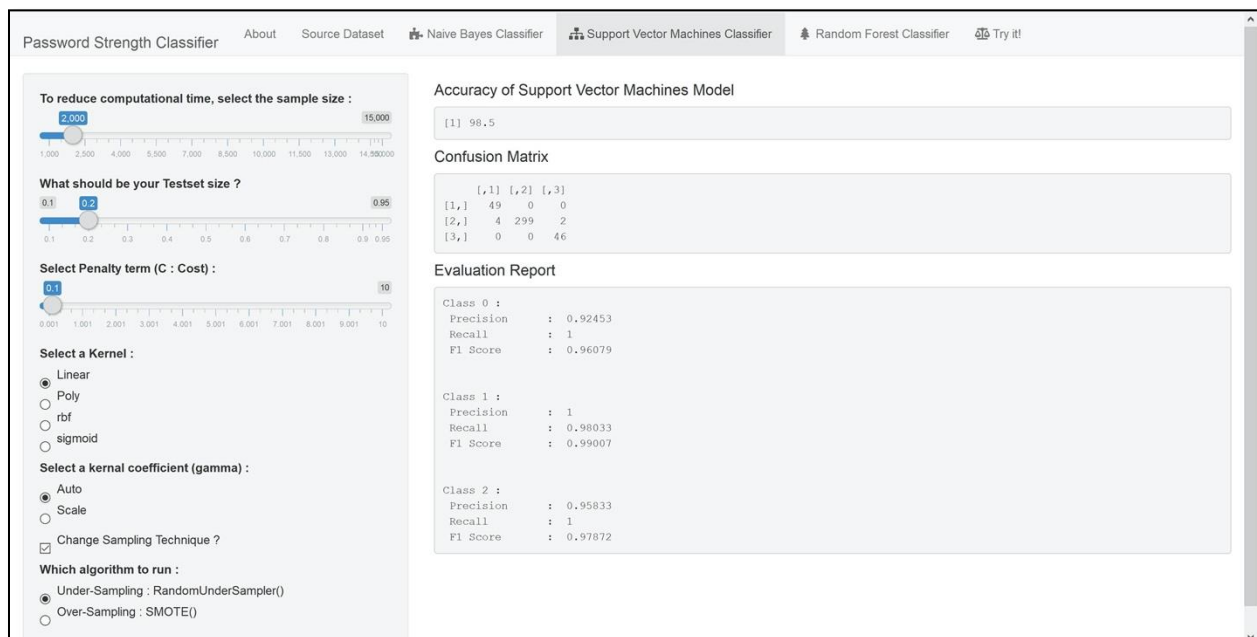 Password Strength Classifier About Source Dataset Naive Bayes Classifier Support Vector Machines Classifier Random Forest Classifier Try it!
To reduce computational time, select the sample size :
2,000 15,000
1,000 2,500 4,000 5,500 7,000 8,500 10,000 11,500 13,000
What should be your Testset size ?
0.1 0.2 0.95
0.1 0.2 0.3 0.4 0.5 0.6 0.7 0.8 0.9 0.95
Select Penalty term (C : Cost) :
0.1 10
0.001 1.001 2.001 3.001 4.001 5.001 6.001 7.001 8.001 9.001 10
Select a Kernel :
Linear
Poly
rbf
sigmoid
Select a kernal coefficient (gamma) :
Auto
Scale
Change Sampling Technique ?
Which algorithm to run :
Under-Sampling : RandomUnderSampler()
Over-Sampling : SMOTE()
Accuracy of Support Vector Machines Model
[1] 98.5
Confusion Matrix
[,1] [,2] [,3]
[1,] 49 0 0
[2,] 4 299 2
[3,] 0 0 46
Evaluation Report
Class 0 :
Precision : 0.92453
Recall : 1
F1 Score : 0.96079
Class 1 :
Precision : 1
Recall : 0.98033
F1 Score : 0.99007
Class 2 :
Precision : 0.95833
Recall : 1
F1 Score : 0.97872